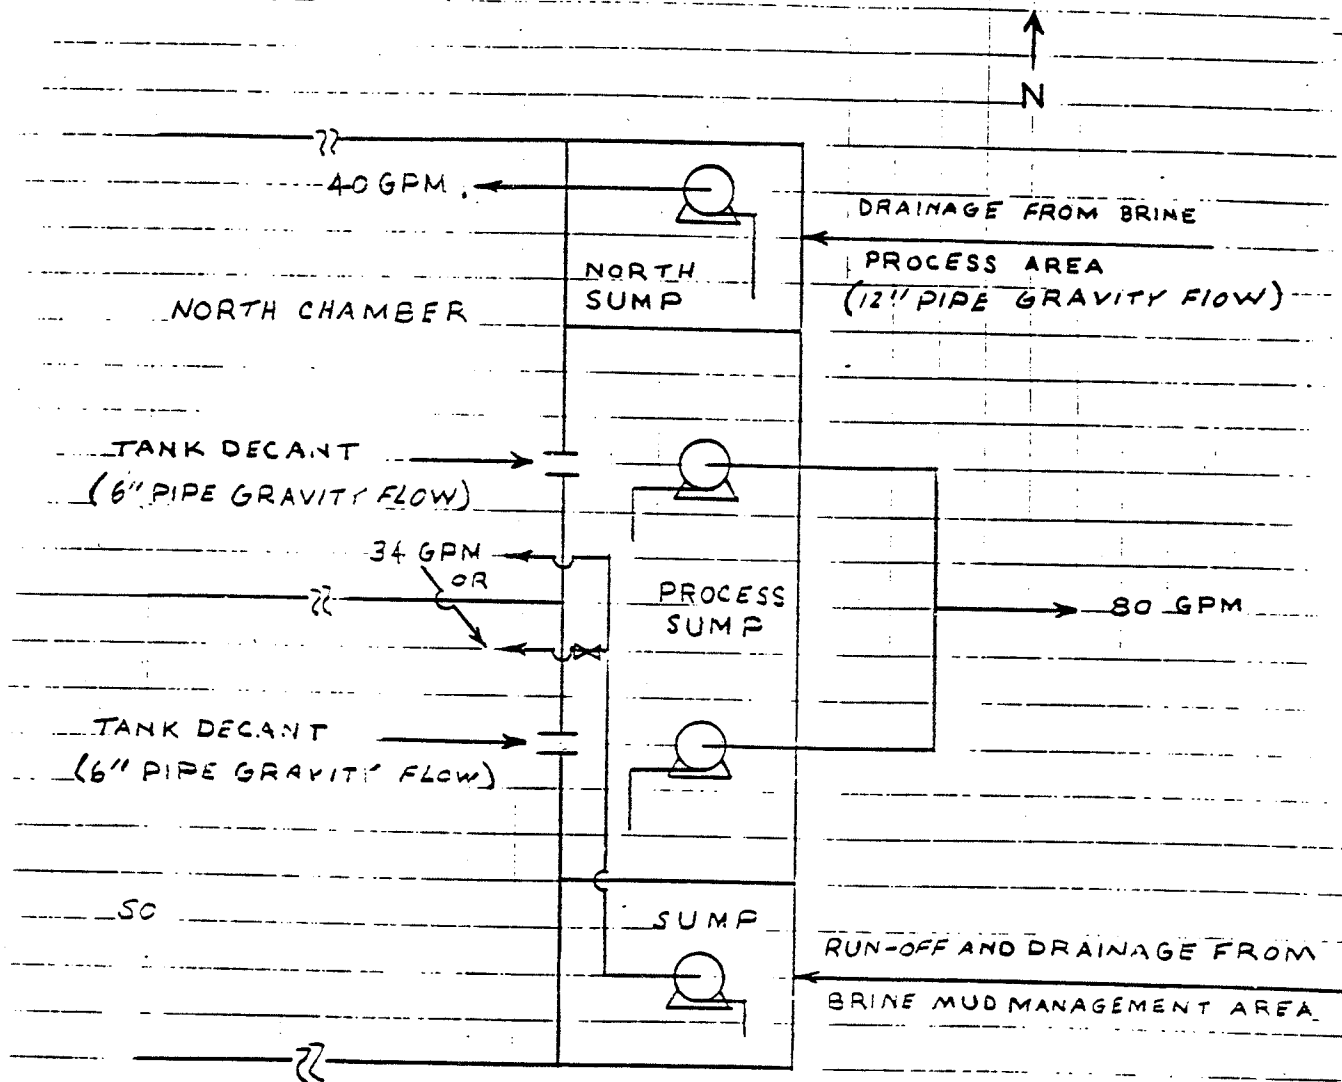 N
40 GPM
DRAINAGE FROM BRINE
PROCESS AREA
(12" PIPE GRAVITY FLOW)
NORTH
SUMP
NORTH CHAMBER
TANK DECANT
(6" PIPE GRAVITY FLOW)
34 GPM
OR
PROCESS
SUMP
80 GPM
TANK DECANT
(6" PIPE GRAVITY FLOW)
SO
SUMP
RUN-OFF AND DRAINAGE FROM
BRINE MUD MANAGEMENT AREA